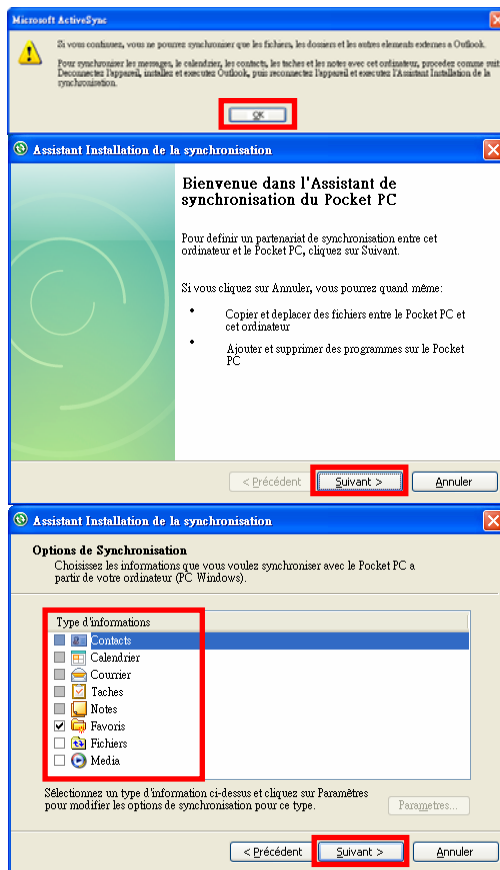 Microsoft ActiveSync
Si vous continuez, vous ne pourrez synchroniser que les fichiers, les dossiers et les autres elements externes a Outlook.
Pour synchroniser les messages, le calendrier, les contacts, les taches et les notes avec cet ordinateur, procedez comme suit
Deconnectez l'appareil, installez et executez Outlook, puis reconnectez l'appareil et executez l'Assistant Installation de la
synchronisation.
OK
Assistant Installation de la synchronisation
Bienvenue dans l'Assistant de
synchronisation du Pocket PC
Pour definir un partenariat de synchronisation entre cet
ordinateur et le Pocket PC, cliquez sur Suivant.
Si vous cliquez sur Annuler, vous pourrez quand même:
• Copier et deplacer des fichiers entre le Pocket PC et
cet ordinateur
• Ajouter et supprimer des programmes sur le Pocket
PC
< Précédent Suivant > Annuler
Assistant Installation de la synchronisation
Options de Synchronisation
Choisissez les informations que vous voulez synchroniser avec le Pocket PC a
partir de votre ordinateur (PC Windows).
Type d'informations
Contacts
Calendrier
Courrier
Taches
Notes
Favoris
Fichiers
Media
Sélectionnez un type d'information ci-dessus et cliquez sur Paramètres
pour modifier les options de synchronisation pour ce type.
Parametres...
< Précédent Suivant > Annuler